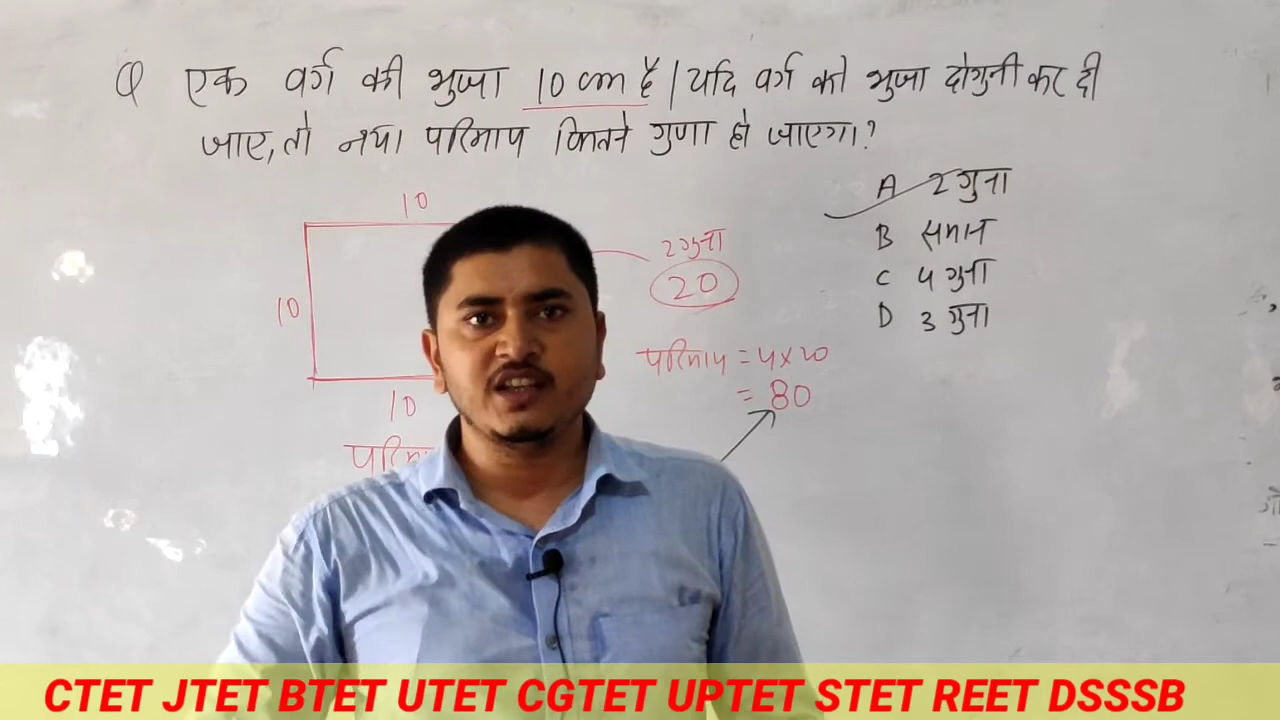 Q एक वर्ग की भुजा 10 cm है | यदि वर्ग की भुजा दोगुनी कर दी
जाए, तो नया परिमाप कितने गुणा हो जाएगा?
A 2 गुना
B समान
C 4 गुना
D 3 गुना
10
10
10
2 गुना
20
परिमाप = 4 x 20
= 80
CTET JTET BTET UTET CGTET UPTET STET REET DSSSB